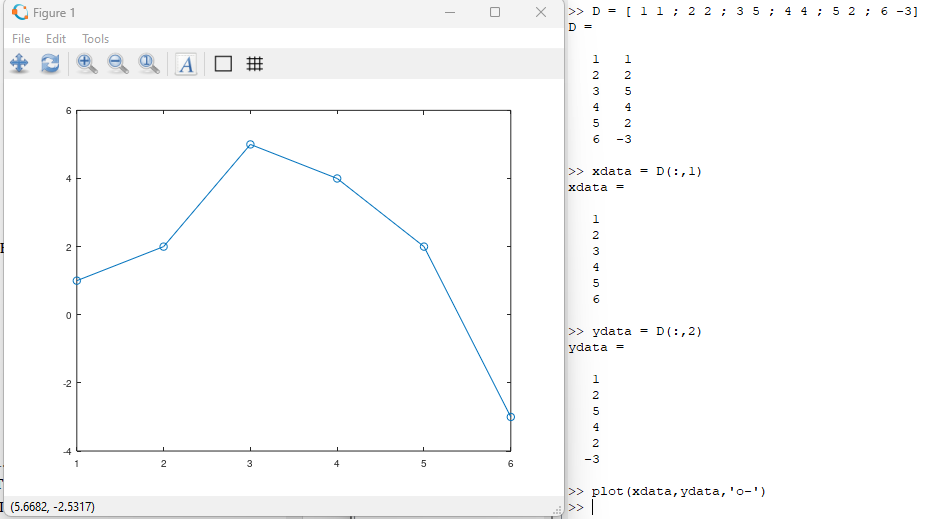 Figure 1
File Edit Tools
A
6
4
2
0
-2
-4
1 2 3 4 5 6
(5.6682, -2.5317)
>> D = [ 1 1 ; 2 2 ; 3 5 ; 4 4 ; 5 2 ; 6 -3]
D =
1 1
2 2
3 5
4 4
5 2
6 -3
>> xdata = D(:,1)
xdata =
1
2
3
4
5
6
>> ydata = D(:,2)
ydata =
1
2
5
4
2
-3
>> plot(xdata,ydata,'o-')
>>